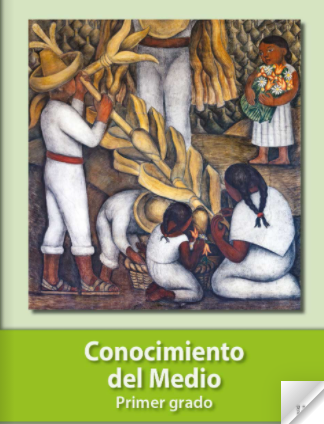 Conocimiento
del Medio
Primer grado